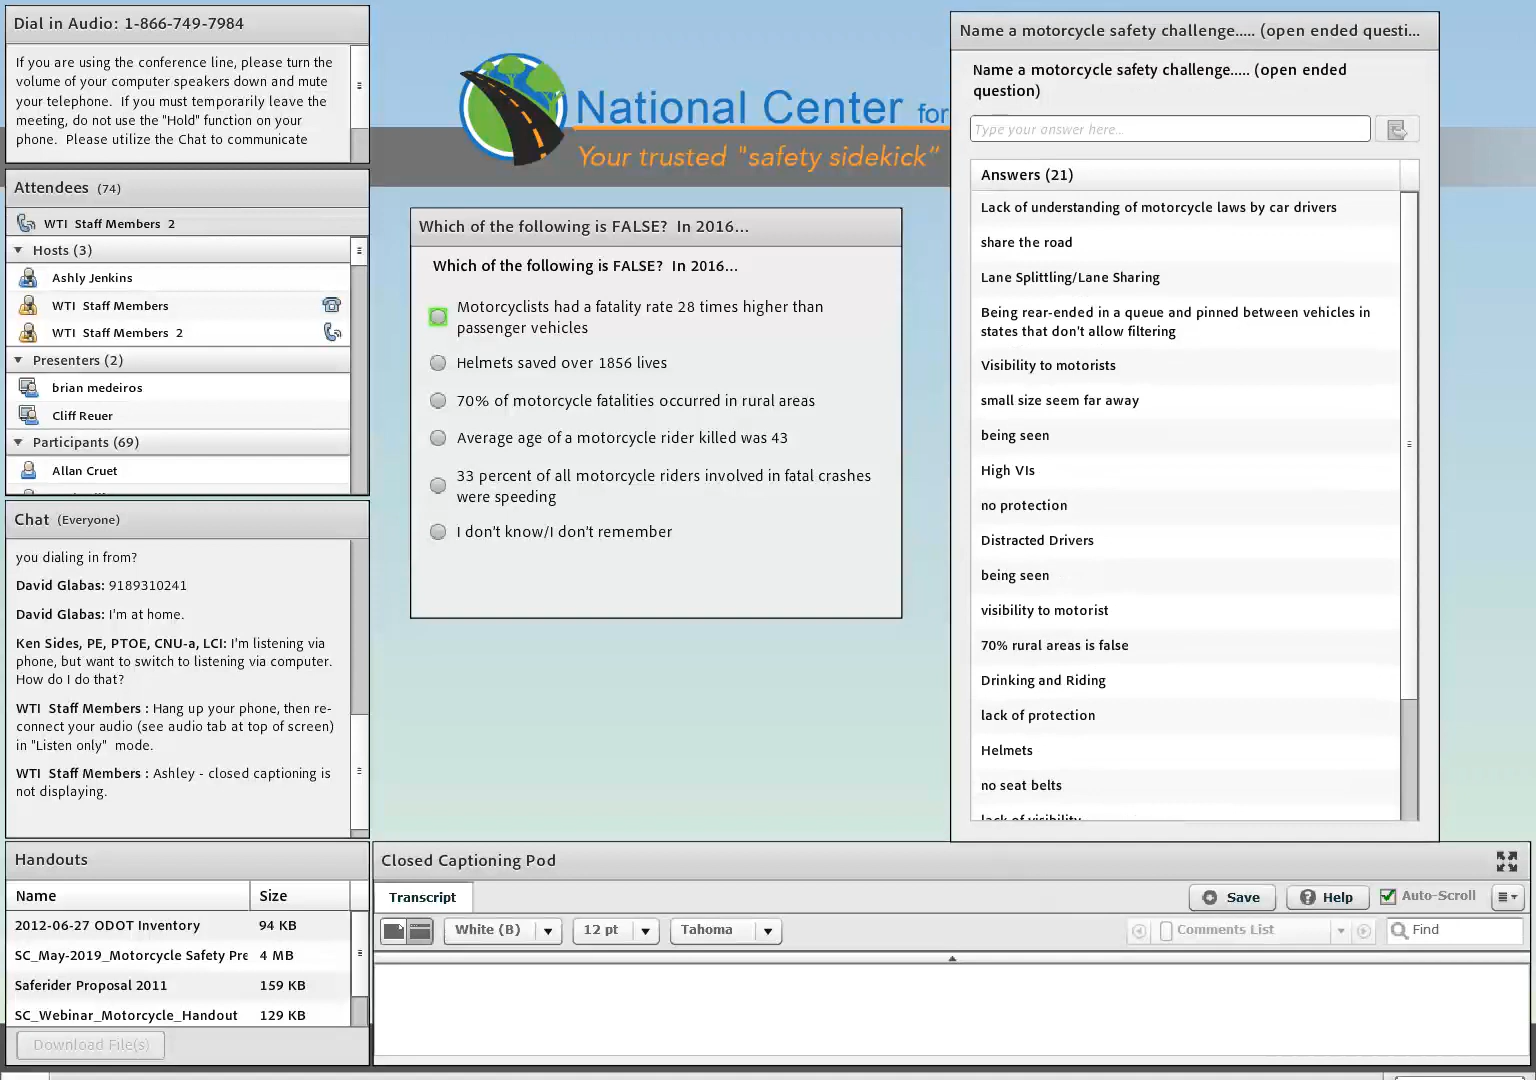 Dial in Audio: 1-866-749-7984
If you are using the conference line, please turn the
volume of your computer speakers down and mute
your telephone.  If you must temporarily leave the
meeting, do not use the "Hold" function on your
phone.  Please utilize the Chat to communicate
Attendees (74)
WTI  Staff Members  2
Hosts (3)
Ashly Jenkins
WTI  Staff Members
WTI  Staff Members  2
Presenters (2)
brian medeiros
Cliff Reuer
Participants (69)
Allan Cruet
Chat (Everyone)
you dialing in from?
David Glabas: 9189310241
David Glabas: I'm at home.
Ken Sides, PE, PTOE, CNU-a, LCI: I'm listening via
phone, but want to switch to listening via computer.
How do I do that?
WTI  Staff Members : Hang up your phone, then re-
connect your audio (see audio tab at top of screen)
in "Listen only"  mode.
WTI  Staff Members : Ashley - closed captioning is
not displaying.
Handouts
Name Size
2012-06-27 ODOT Inventory 94 KB
SC_May-2019_Motorcycle Safety Pre 4 MB
Saferider Proposal 2011 159 KB
SC_Webinar_Motorcycle_Handout 129 KB
Download File(s)
National Center for
Your trusted "safety sidekick"
Which of the following is FALSE?  In 2016...
Which of the following is FALSE?  In 2016...
Motorcyclists had a fatality rate 28 times higher than
passenger vehicles
Helmets saved over 1856 lives
70% of motorcycle fatalities occurred in rural areas
Average age of a motorcycle rider killed was 43
33 percent of all motorcycle riders involved in fatal crashes
were speeding
I don't know/I don't remember
Name a motorcycle safety challenge..... (open ended questi...
Name a motorcycle safety challenge..... (open ended
question)
Type your answer here...
Answers (21)
Lack of understanding of motorcycle laws by car drivers
share the road
Lane Splittling/Lane Sharing
Being rear-ended in a queue and pinned between vehicles in
states that don't allow filtering
Visibility to motorists
small size seem far away
being seen
High VIs
no protection
Distracted Drivers
being seen
visibility to motorist
70% rural areas is false
Drinking and Riding
lack of protection
Helmets
no seat belts
lack of visibility
Closed Captioning Pod
Transcript
Save
Help
Auto-Scroll
White (B)
12 pt
Tahoma
Comments List
Find